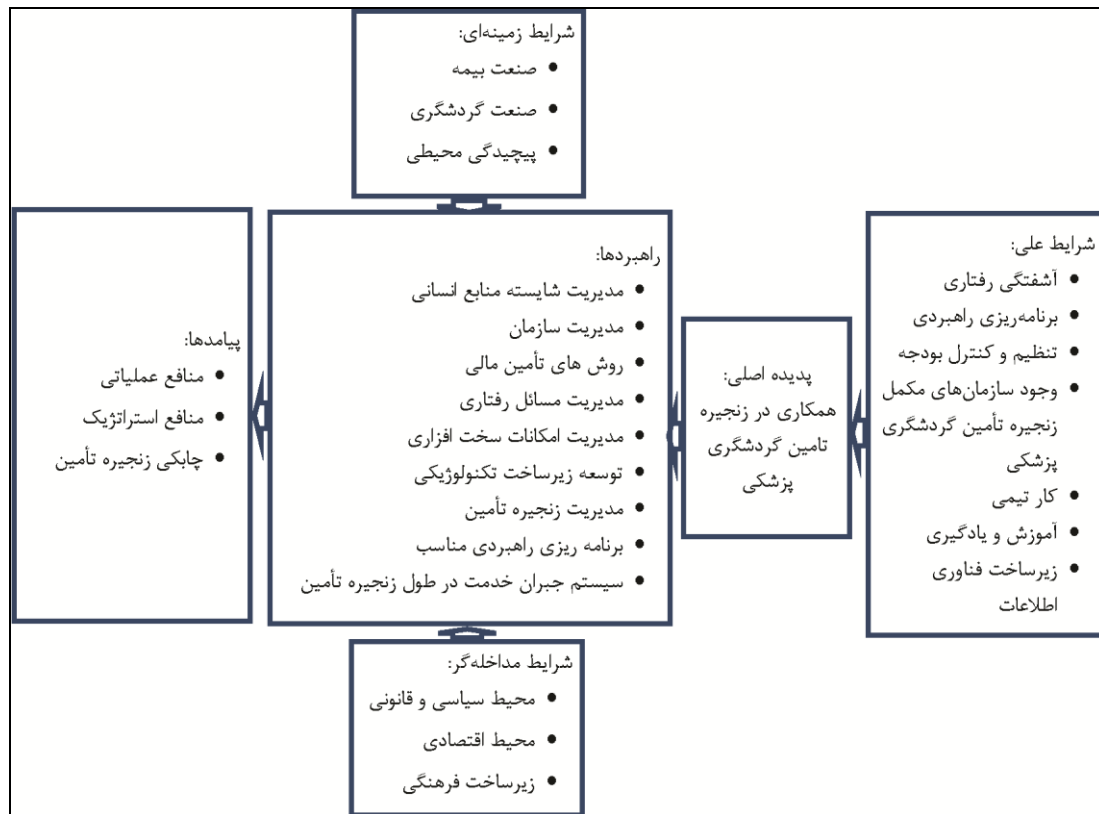 شرایط زمینه‌ای:
• صنعت بیمه
• صنعت گردشگری
• پیچیدگی محیطی
شرایط علی:
• آشفتگی رفتاری
• برنامه‌ریزی راهبردی
• تنظیم و کنترل بودجه
• وجود سازمان‌های مکمل
زنجیره تأمین گردشگری
پزشکی
• کار تیمی
• آموزش و یادگیری
• زیرساخت فناوری
اطلاعات
پدیده اصلی:
همکاری در زنجیره
تامین گردشگری
پزشکی
راهبردها:
• مدیریت شایسته منابع انسانی
• مدیریت سازمان
• روش های تأمین مالی
• مدیریت مسائل رفتاری
• مدیریت امکانات سخت افزاری
• توسعه زیرساخت تکنولوژیکی
• مدیریت زنجیره تأمین
• برنامه ریزی راهبردی مناسب
• سیستم جبران خدمت در طول زنجیره تأمین
پیامدها:
• منافع عملیاتی
• منافع استراتژیک
• چابکی زنجیره تأمین
شرایط مداخله‌گر:
• محیط سیاسی و قانونی
• محیط اقتصادی
• زیرساخت فرهنگی